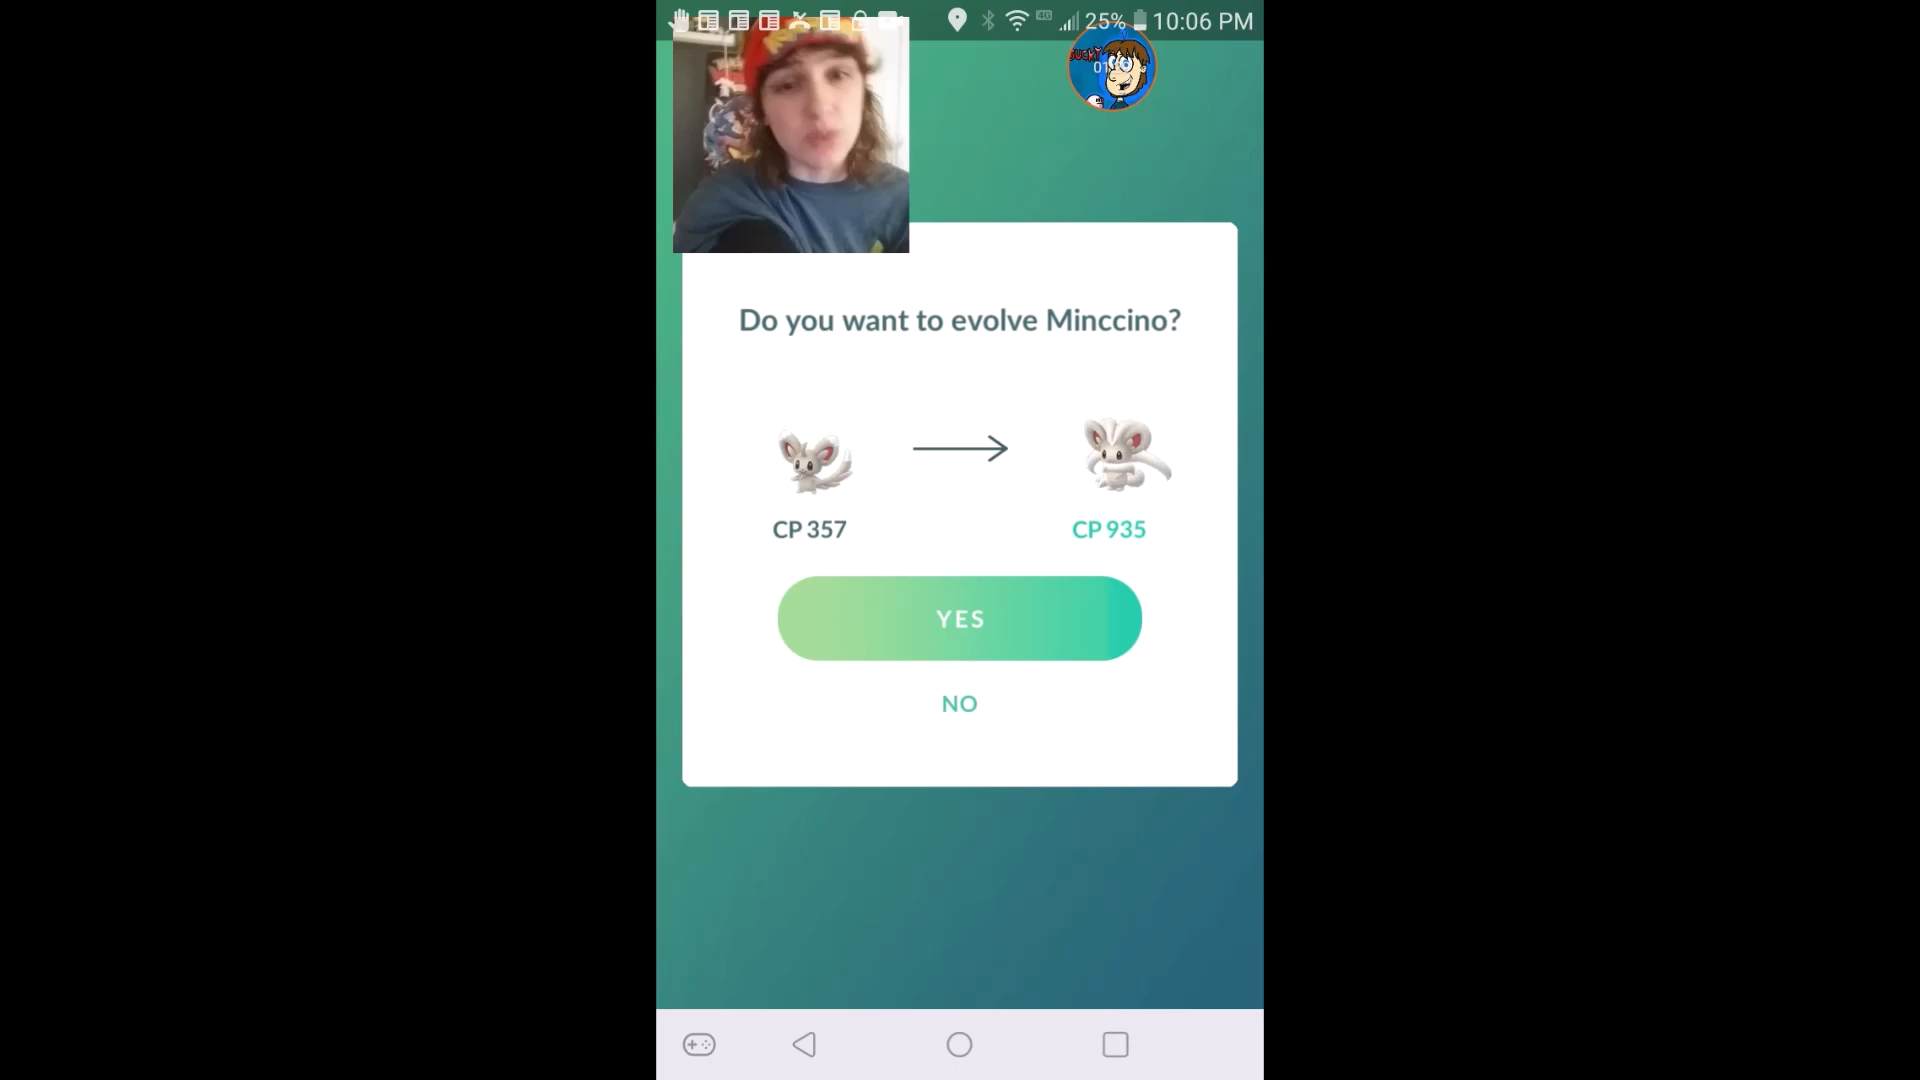 25% 10:06 PM
Do you want to evolve Minccino?
CP 357
CP 935
YES
NO